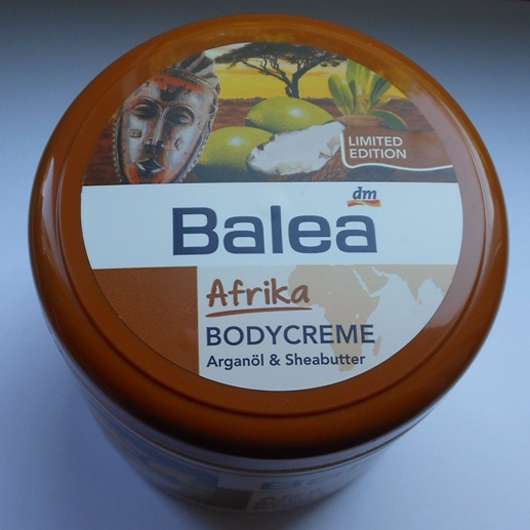 LIMITED
EDITION
dm
Balea
Afrika
BODYCREME
Arganöl & Sheabutter